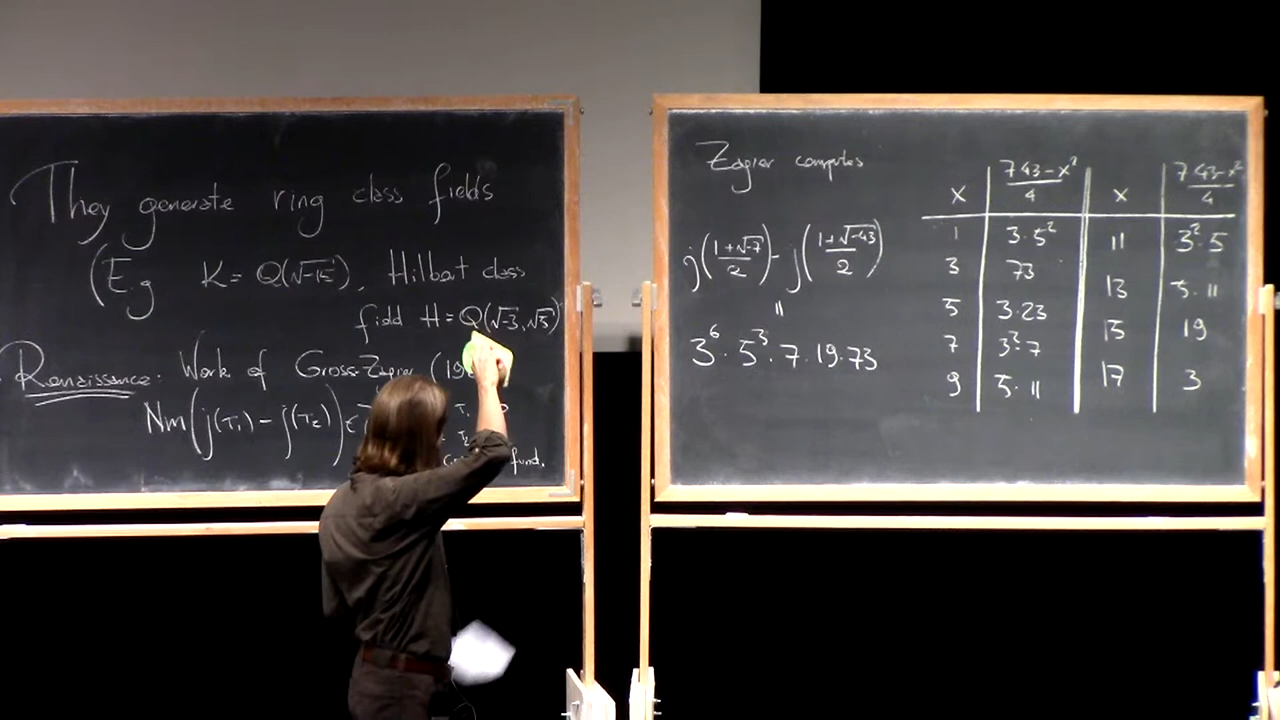 They generate ring class fields
(E.g K = Q(√-15), Hilbert class
field H = Q(√-3, √5)
Renaissance: Work of Gross-Zagier (198
Nm(j(τ₁) - j(τ₂)) ∈
fund.
Zagier computes
j((1+√-7)/2) - j((1+√-43)/2)
=
3⁶ · 5³ · 7 · 19 · 73
x | (7·43-x²)/4 | x | (7·43-x²)/4
1 | 3·5² | 11 | 3²·5
3 | 73 | 13 | 3·11
5 | 3·23 | 15 | 19
7 | 3²·7 | 17 | 3
9 | 5·11